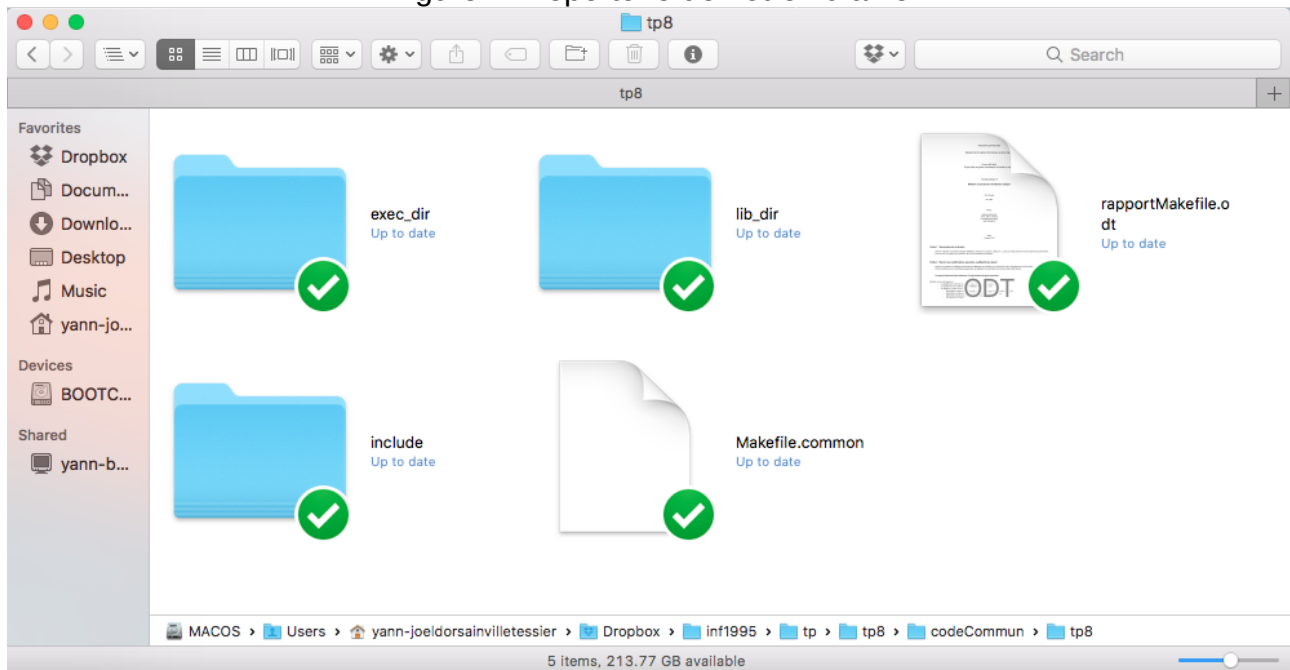 tp8
Search
tp8
Favorites
Dropbox
Docum...
Downlo...
Desktop
Music
yann-jo...
Devices
BOOTC...
Shared
yann-b...
exec_dir
Up to date
lib_dir
Up to date
ODT
rapportMakefile.o
dt
Up to date
include
Up to date
Makefile.common
Up to date
MACOS › Users › yann-joeldorsainvilletessier › Dropbox › inf1995 › tp › tp8 › codeCommun › tp8
5 items, 213.77 GB available